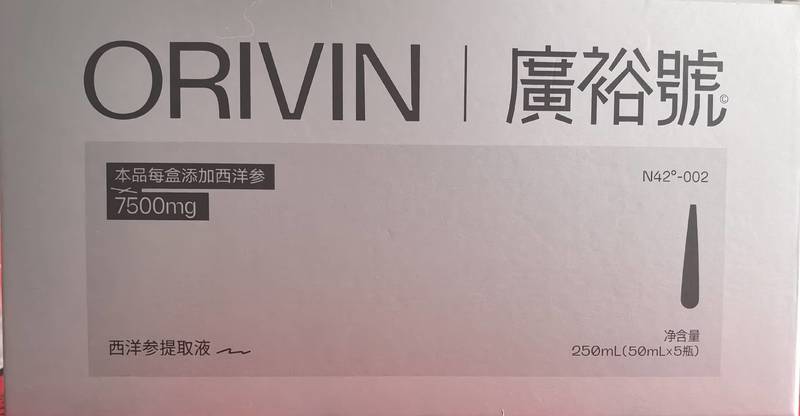 ORIVIN | 廣裕號©
本品每盒添加西洋参
7500mg
N42°-002
西洋参提取液
净含量
250mL(50mL×5瓶)